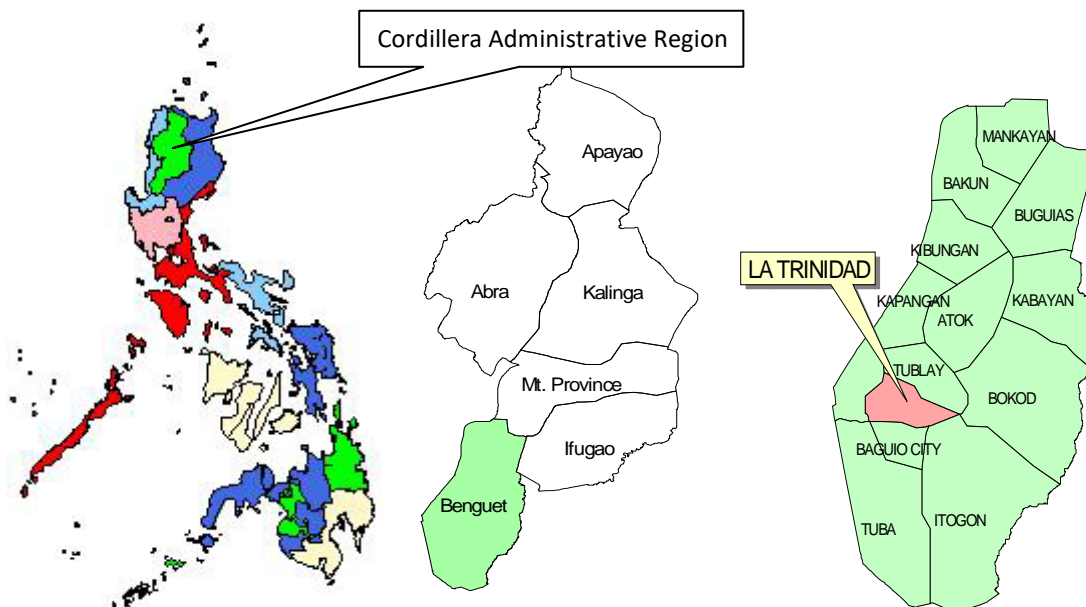 Cordillera Administrative Region
Apayao
Abra
Kalinga
Mt. Province
Ifugao
Benguet
MANKAYAN
BAKUN
BUGUIAS
KIBUNGAN
LA TRINIDAD
KAPANGAN
KABAYAN
ATOK
TUBLAY
BOKOD
BAGUIO CITY
TUBA
ITOGON